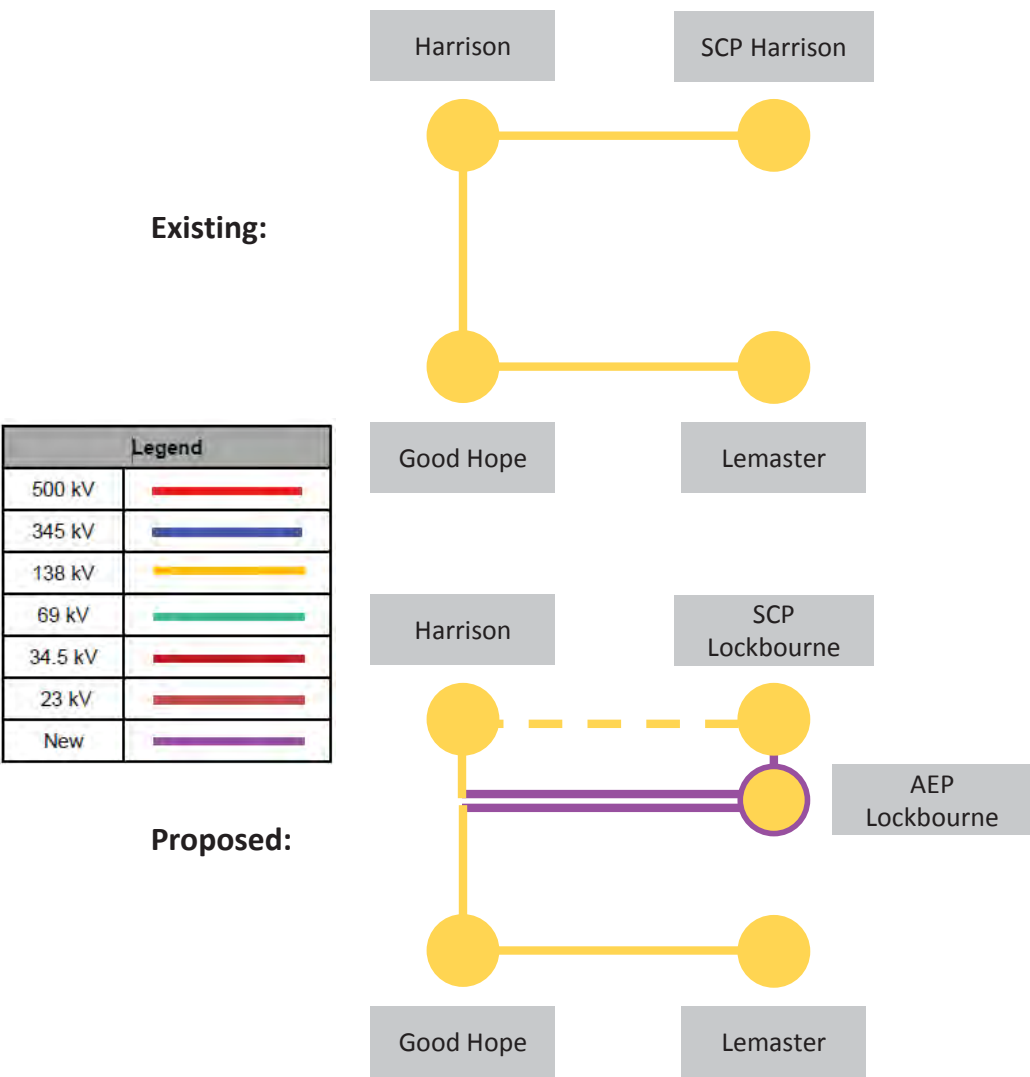 Harrison
SCP Harrison
Existing:
Good Hope
Lemaster
Legend
500 kV
345 kV
138 kV
69 kV
34.5 kV
23 kV
New
Harrison
SCP
Lockbourne
AEP
Lockbourne
Proposed:
Good Hope
Lemaster